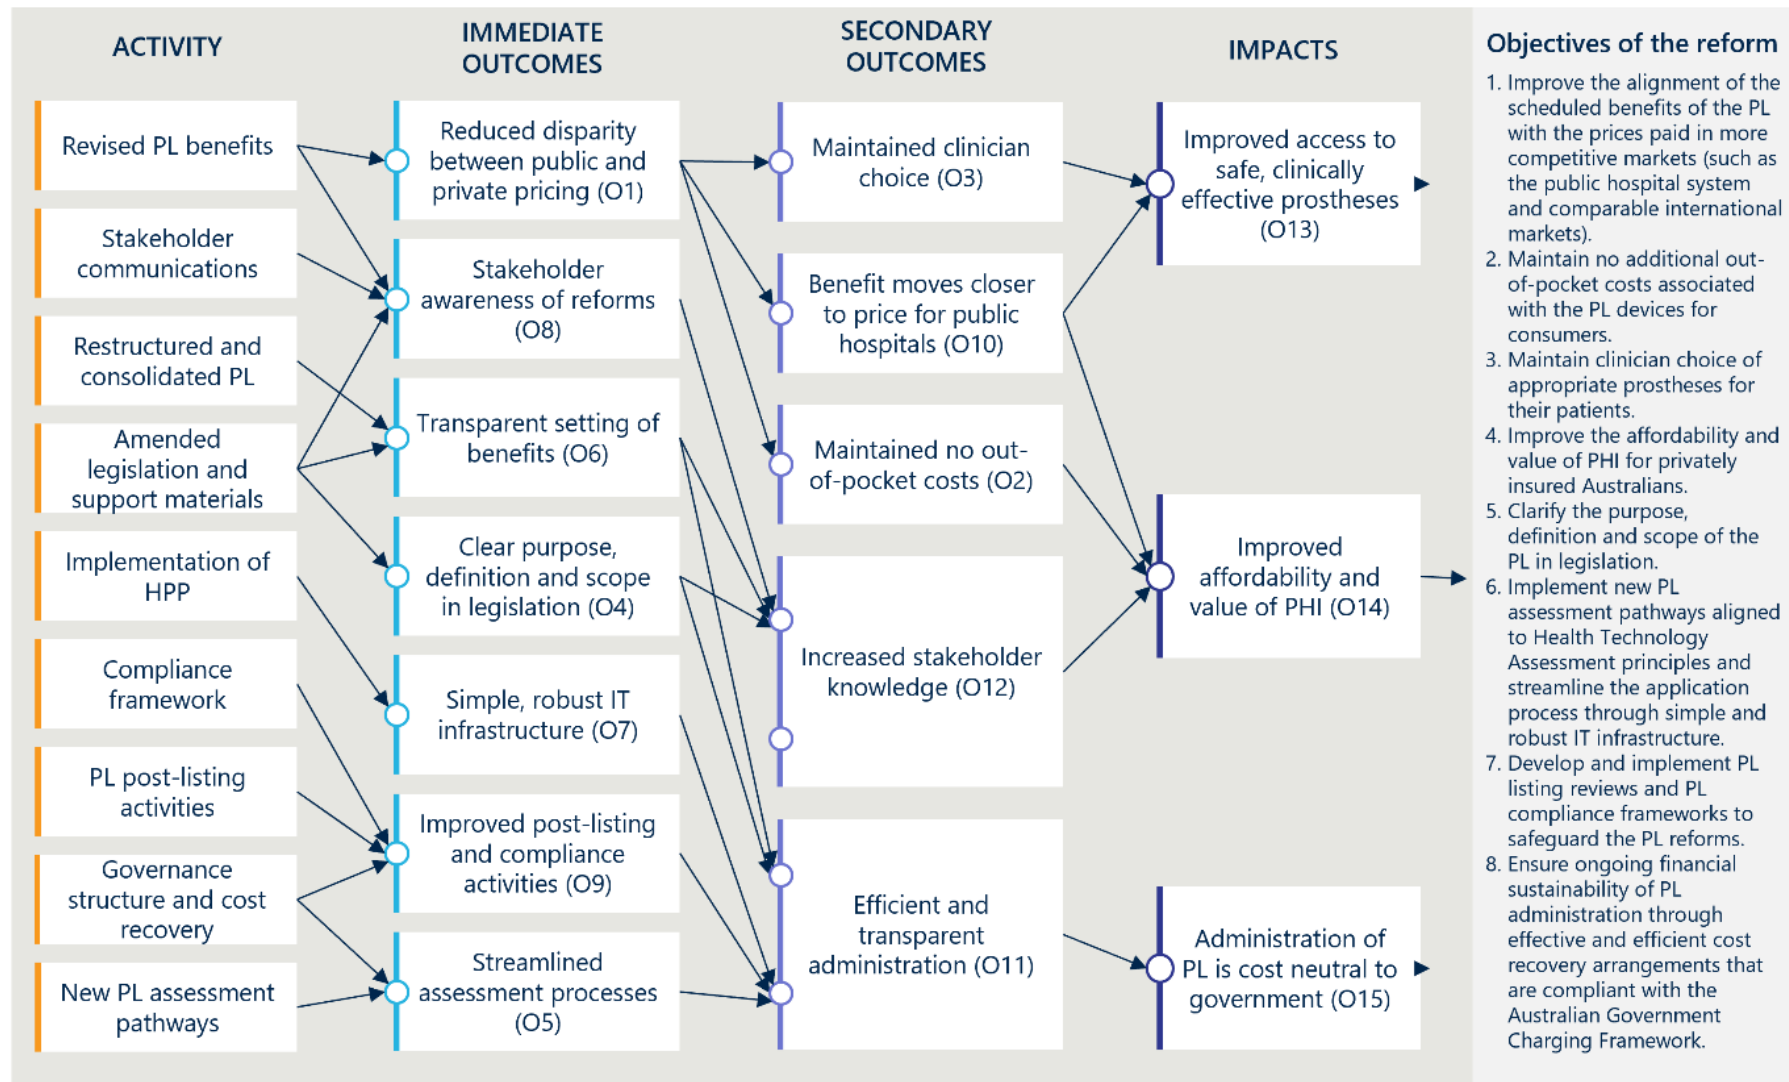 ACTIVITY
Revised PL benefits
Stakeholder
communications
Restructured and
consolidated PL
Amended
legislation and
support materials
Implementation of
HPP
Compliance
framework
PL post-listing
activities
Governance
structure and cost
recovery
New PL assessment
pathways
IMMEDIATE
OUTCOMES
Reduced disparity
between public and
private pricing (O1)
Stakeholder
awareness of reforms
(O8)
Transparent setting of
benefits (O6)
Clear purpose,
definition and scope
in legislation (O4)
Simple, robust IT
infrastructure (O7)
Improved post-listing
and compliance
activities (O9)
Streamlined
assessment processes
(O5)
SECONDARY
OUTCOMES
Maintained clinician
choice (O3)
Benefit moves closer
to price for public
hospitals (O10)
Maintained no out-
of-pocket costs (O2)
Increased stakeholder
knowledge (O12)
Efficient and
transparent
administration (O11)
IMPACTS
Improved access to
safe, clinically
effective prostheses
(O13)
Improved
affordability and
value of PHI (O14)
Administration of
PL is cost neutral to
government (O15)
Objectives of the reform
1. Improve the alignment of the
scheduled benefits of the PL
with the prices paid in more
competitive markets (such as
the public hospital system
and comparable international
markets).
2. Maintain no additional out-
of-pocket costs associated
with the PL devices for
consumers.
3. Maintain clinician choice of
appropriate prostheses for
their patients.
4. Improve the affordability and
value of PHI for privately
insured Australians.
5. Clarify the purpose,
definition and scope of the
PL in legislation.
6. Implement new PL
assessment pathways aligned
to Health Technology
Assessment principles and
streamline the application
process through simple and
robust IT infrastructure.
7. Develop and implement PL
listing reviews and PL
compliance frameworks to
safeguard the PL reforms.
8. Ensure ongoing financial
sustainability of PL
administration through
effective and efficient cost
recovery arrangements that
are compliant with the
Australian Government
Charging Framework.